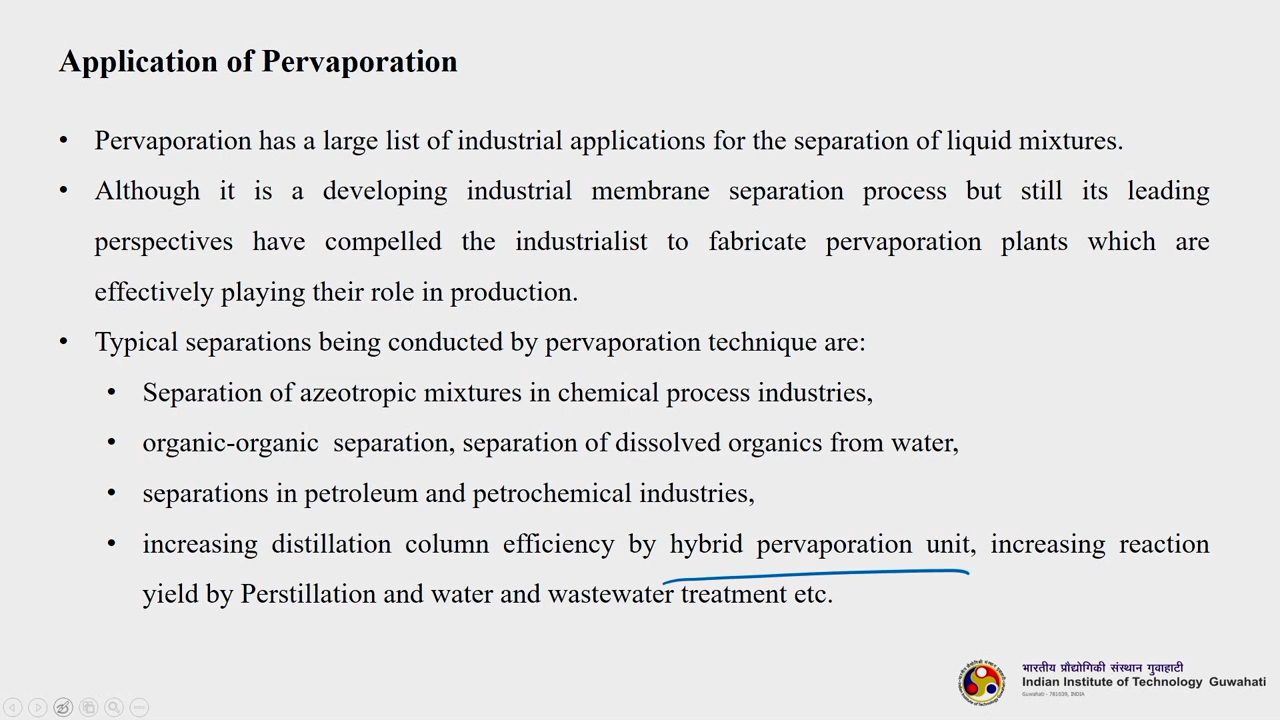 Application of Pervaporation
• Pervaporation has a large list of industrial applications for the separation of liquid mixtures.
• Although it is a developing industrial membrane separation process but still its leading
perspectives have compelled the industrialist to fabricate pervaporation plants which are
effectively playing their role in production.
• Typical separations being conducted by pervaporation technique are:
• Separation of azeotropic mixtures in chemical process industries,
• organic-organic separation, separation of dissolved organics from water,
• separations in petroleum and petrochemical industries,
• increasing distillation column efficiency by hybrid pervaporation unit, increasing reaction
yield by Perstillation and water and wastewater treatment etc.
भारतीय प्रौद्योगिकी संस्थान गुवाहाटी
Indian Institute of Technology Guwahati
Guwahati - 781039, INDIA